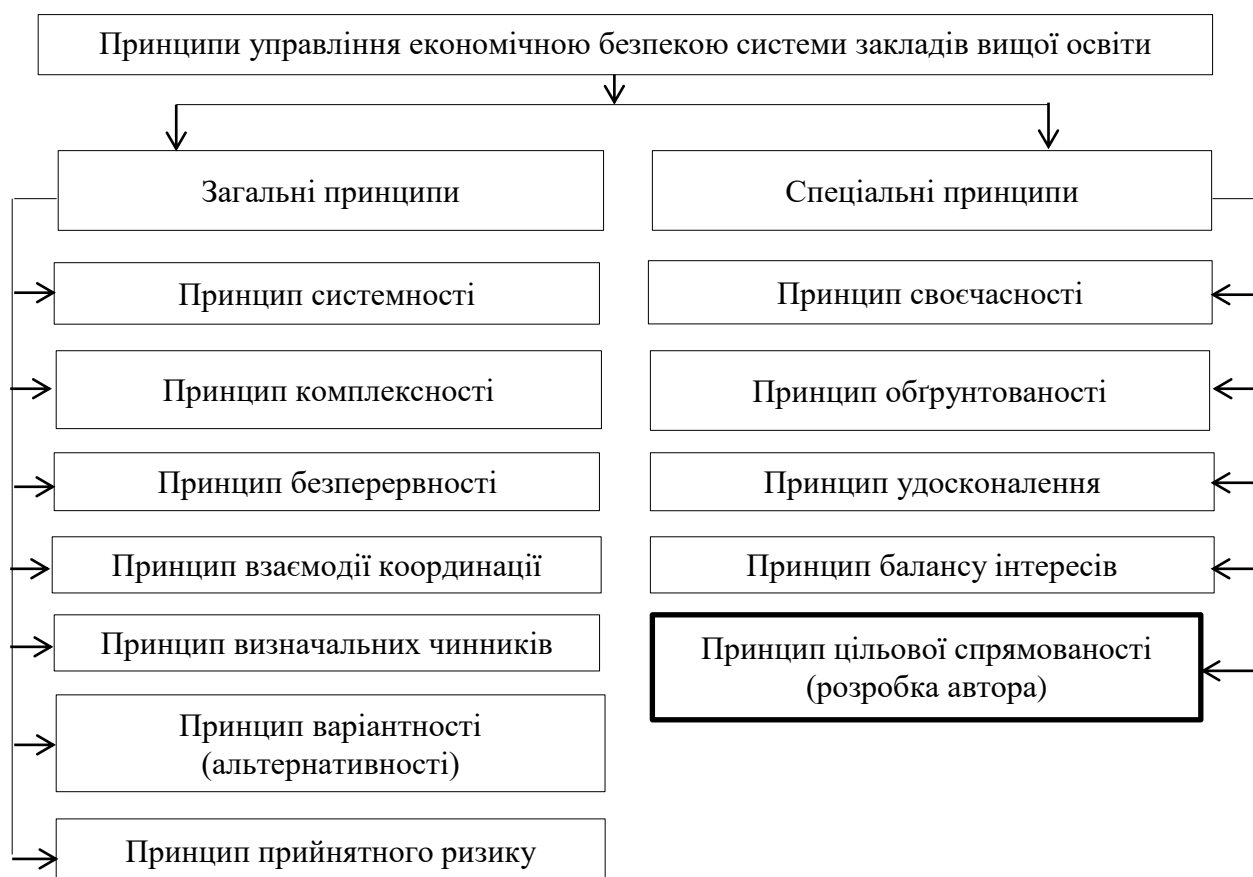 Принципи управління економічною безпекою системи закладів вищої освіти
Загальні принципи
Спеціальні принципи
Принцип системності
Принцип своєчасності
Принцип комплексності
Принцип обґрунтованості
Принцип безперервності
Принцип удосконалення
Принцип взаємодії координації
Принцип балансу інтересів
Принцип визначальних чинників
Принцип цільової спрямованості
(розробка автора)
Принцип варіантності
(альтернативності)
Принцип прийнятного ризику